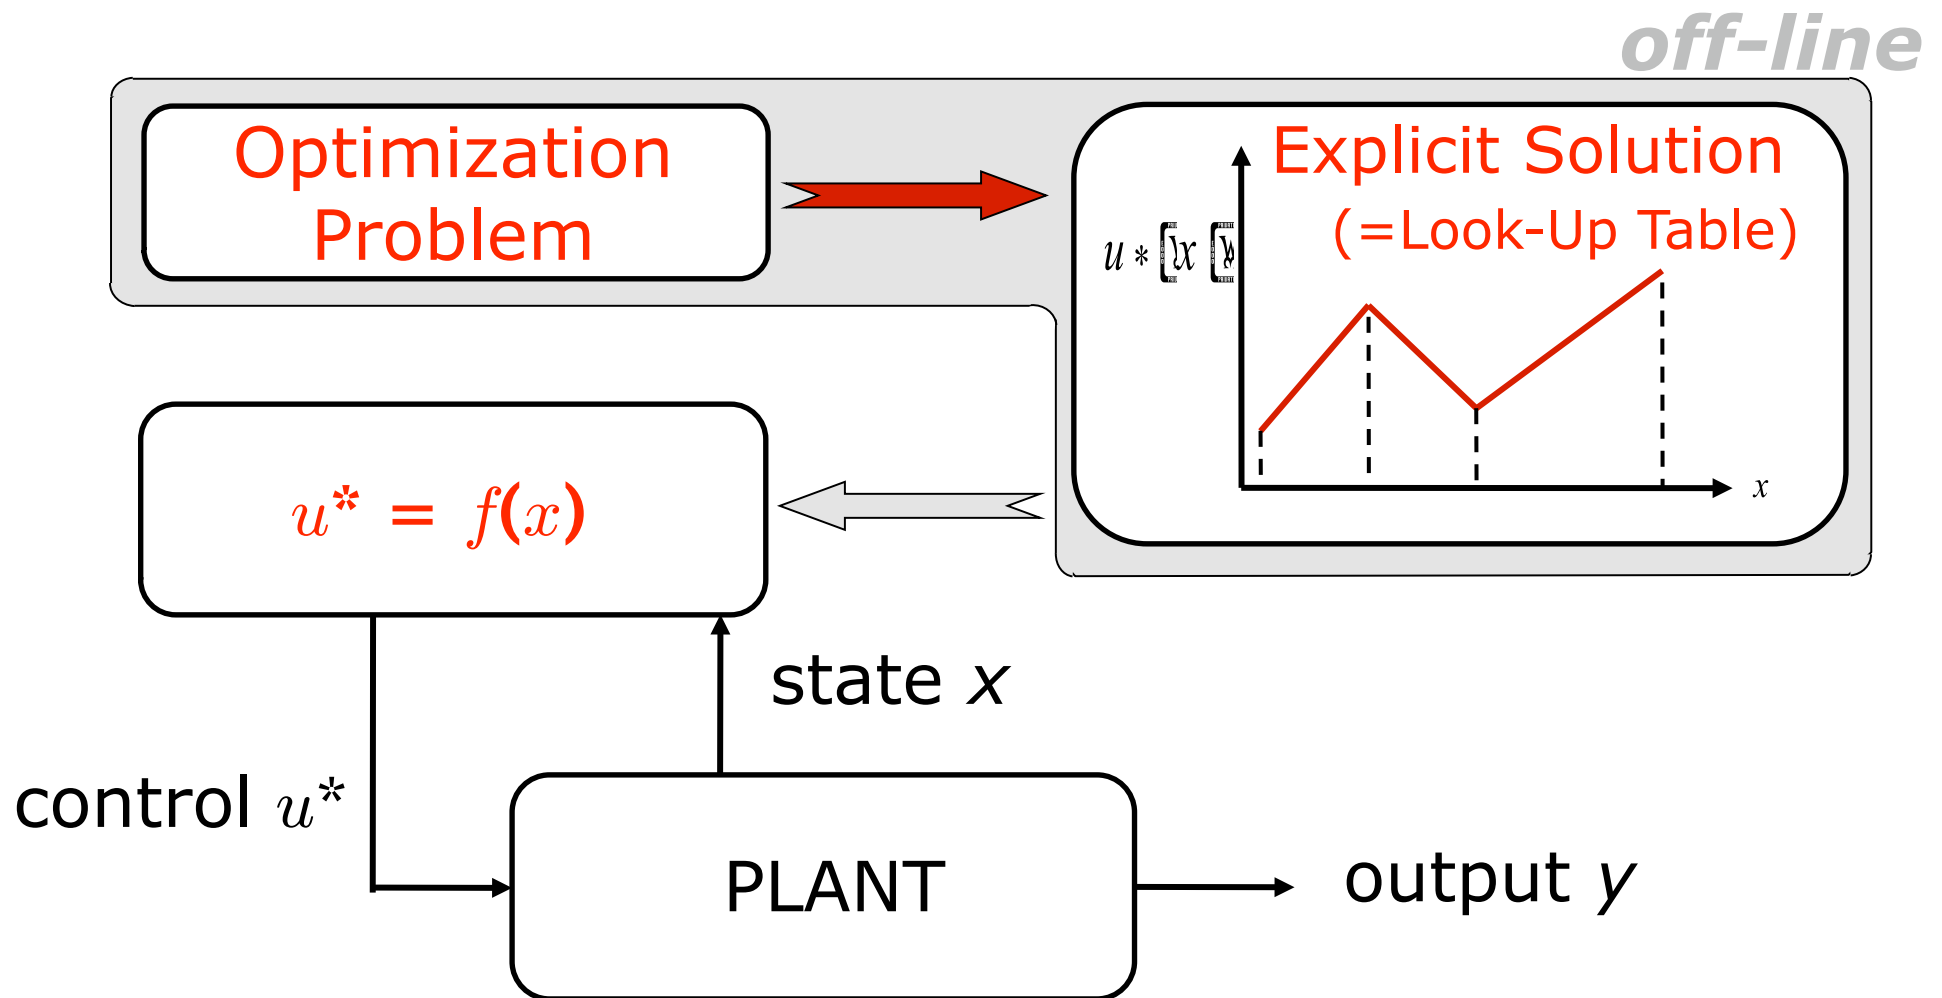 off-line
Optimization
Problem
Explicit Solution
(=Look-Up Table)
u * x
x
u* = f(x)
state x
control u*
PLANT
output y